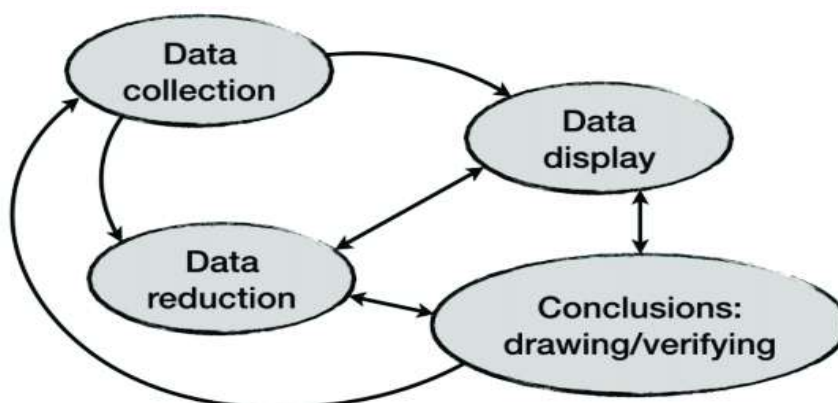 Data
collection
Data
display
Data
reduction
Conclusions:
drawing/verifying